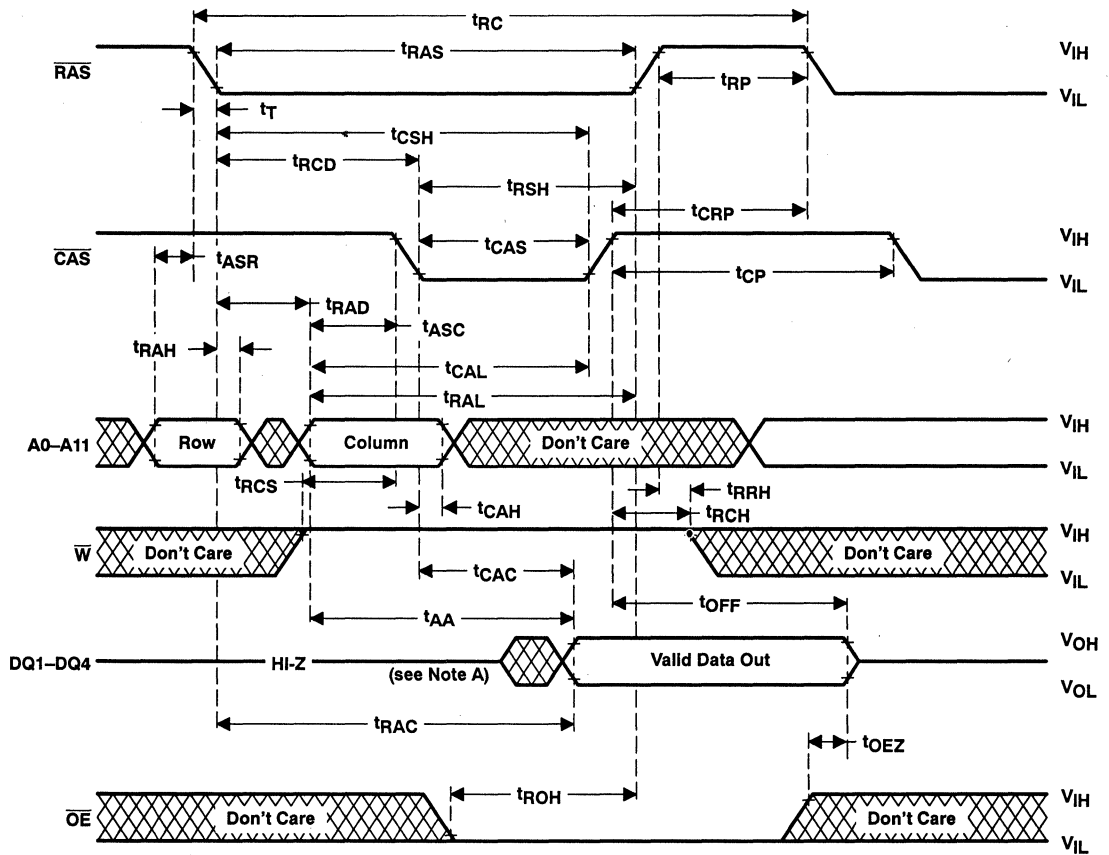 tRC
tRAS
VIH
RAS
tRP
VIL
tT
tCSH
tRCD
tRSH
tCRP
VIH
CAS
tASR
tCAS
tCP
VIL
tRAD
tASC
tRAH
tCAL
tRAL
VIH
A0–A11
Row
Column
Don't Care
VIL
tRCS
tRRH
tCAH
tRCH
VIH
W
Don't Care
Don't Care
tCAC
VIL
tOFF
tAA
VOH
DQ1–DQ4
HI-Z
(see Note A)
Valid Data Out
VOL
tRAC
tOEZ
tROH
VIH
OE
Don't Care
Don't Care
VIL